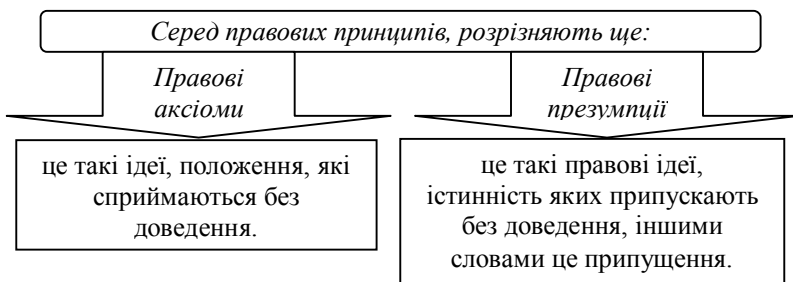 Серед правових принципів, розрізняють ще:
Правові
аксіоми
Правові
презумпції
це такі ідеї, положення, які
сприймаються без
доведення.
це такі правові ідеї,
істинність яких припускають
без доведення, іншими
словами це припущення.